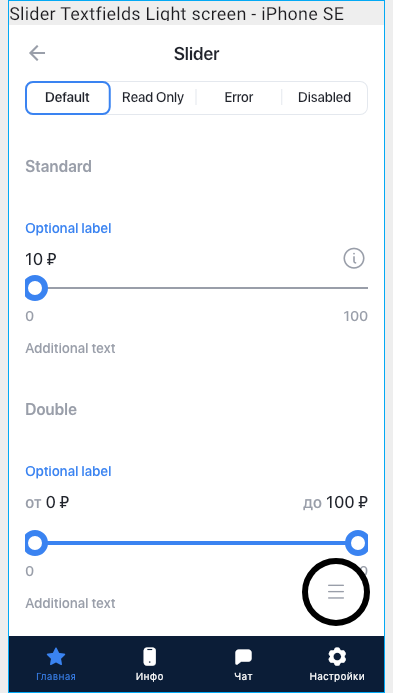 Slider Textfields Light screen - iPhone SE
Slider
Default Read Only Error Disabled
Standard
Optional label
10 ₽
0 100
Additional text
Double
Optional label
от 0 ₽ до 100 ₽
0
Additional text
Главная Инфо Чат Настройки